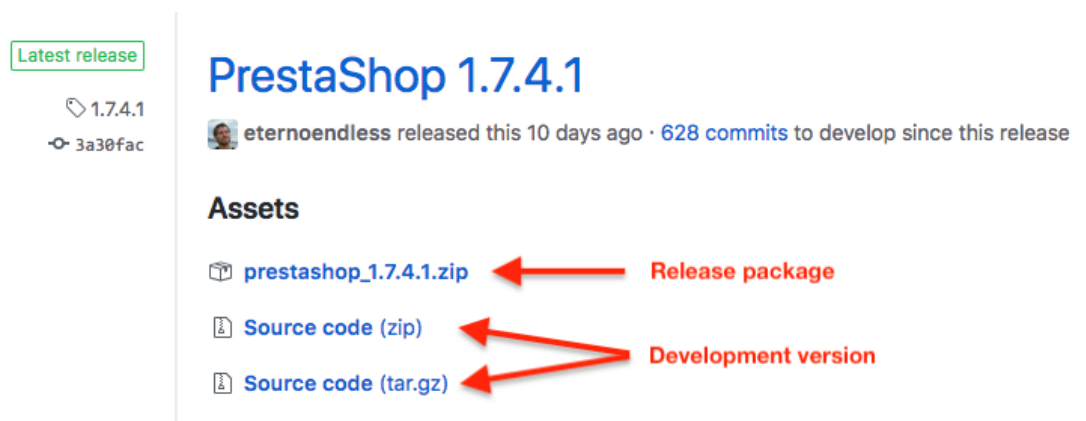 Latest release
1.7.4.1
3a30fac
PrestaShop 1.7.4.1
eternoendless released this 10 days ago · 628 commits to develop since this release
Assets
prestashop_1.7.4.1.zip
Release package
Source code (zip)
Development version
Source code (tar.gz)